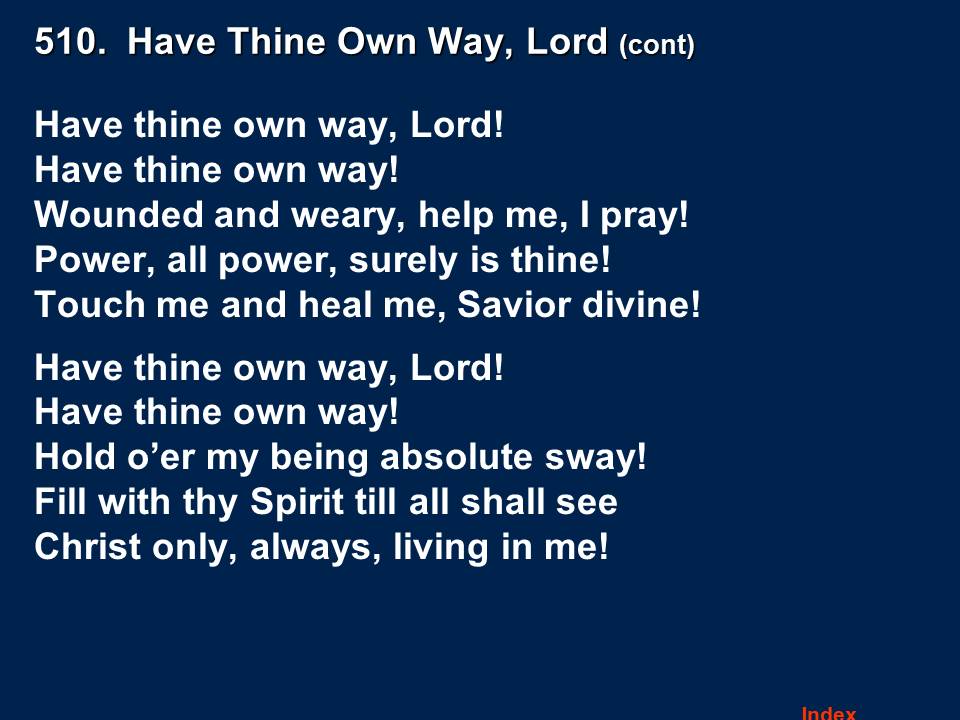 510.  Have Thine Own Way, Lord (cont)
Have thine own way, Lord!
Have thine own way!
Wounded and weary, help me, I pray!
Power, all power, surely is thine!
Touch me and heal me, Savior divine!
Have thine own way, Lord!
Have thine own way!
Hold o’er my being absolute sway!
Fill with thy Spirit till all shall see
Christ only, always, living in me!
Index